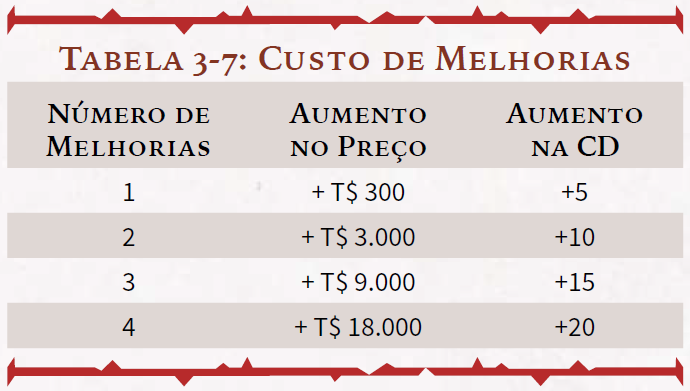 Tabela 3-7: Custo de Melhorias
Número de Aumento Aumento
Melhorias no Preço na CD
1 + T$ 300 +5
2 + T$ 3.000 +10
3 + T$ 9.000 +15
4 + T$ 18.000 +20